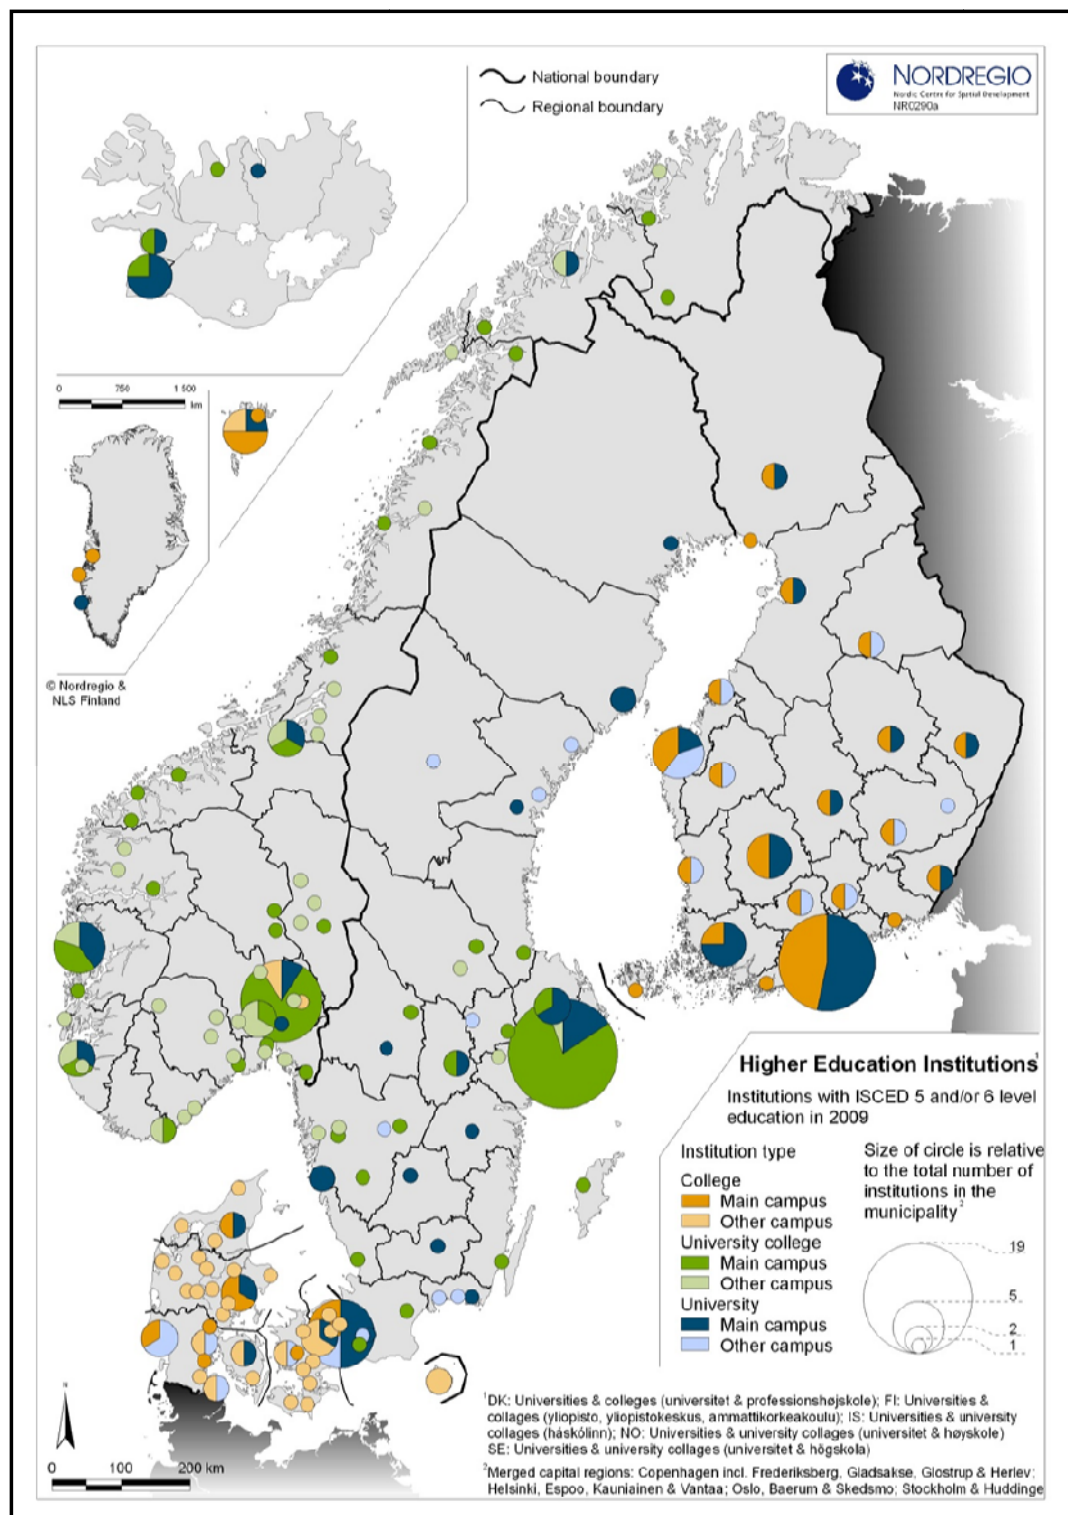 National boundary
Regional boundary
NORDREGIO
Nordic Centre for Spatial Development
NR0290a
0 750 1 500
km
© Nordregio &
NLS Finland
Higher Education Institutions¹
Institutions with ISCED 5 and/or 6 level
education in 2009
Institution type
College
Main campus
Other campus
University college
Main campus
Other campus
University
Main campus
Other campus
Size of circle is relative
to the total number of
institutions in the
municipality²
19
5
2
1
N
0 100 200 km
¹DK: Universities & colleges (universitet & professionshøjskole); FI: Universities &
collages (yliopisto, yliopistokeskus, ammattikorkeakoulu); IS: Universities & university
collages (háskólinn); NO: Universities & university collages (universitet & høyskole)
SE: Universities & university collages (universitet & högskola)
²Merged capital regions: Copenhagen incl. Frederiksberg, Gladsakse, Glostrup & Herlev;
Helsinki, Espoo, Kauniainen & Vantaa; Oslo, Baerum & Skedsmo; Stockholm & Huddinge